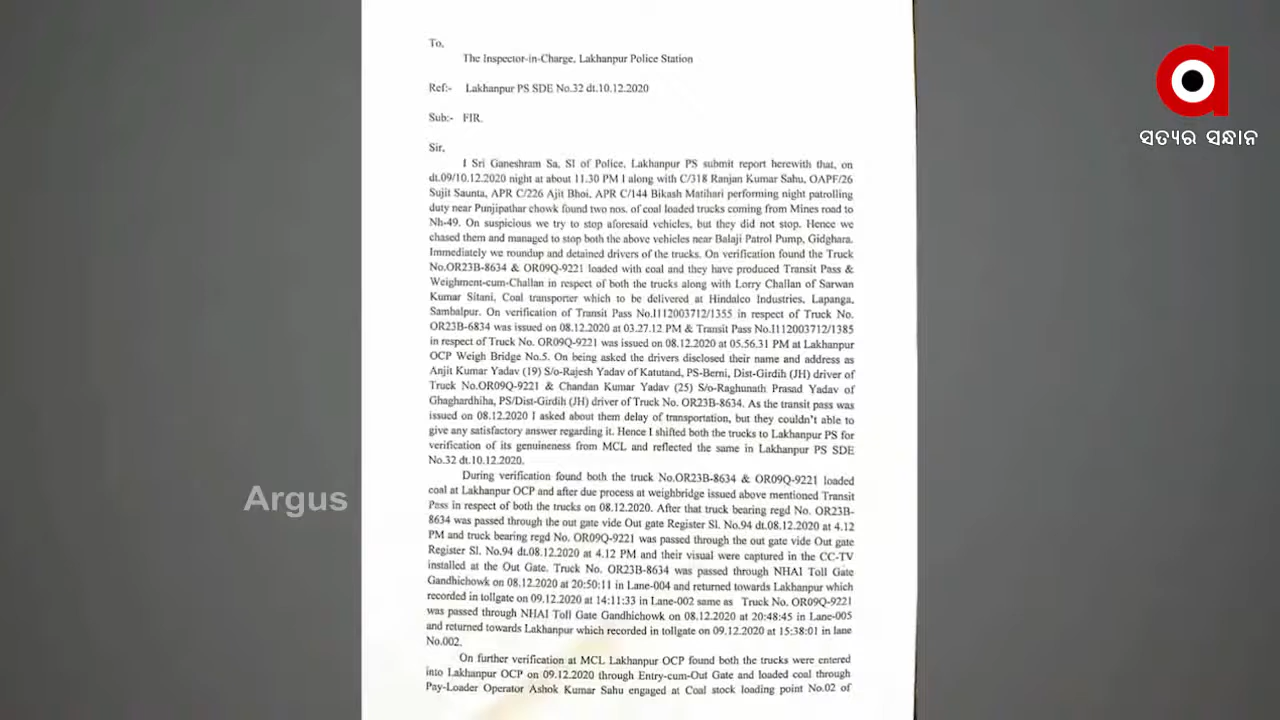 To,
The Inspector-in-Charge, Lakhanpur Police Station
Ref:- Lakhanpur PS SDE No.32 dt.10.12.2020
Sub:- FIR.
Sir,
I Sri Ganeshram Sa, SI of Police, Lakhanpur PS submit report herewith that, on
dt.09/10.12.2020 night at about 11.30 PM I along with C/318 Ranjan Kumar Sahu, OAPF/26
Sujit Saunta, APR C/226 Ajit Bhoi, APR C/144 Bikash Matihari performing night patrolling
duty near Punjipathar chowk found two nos. of coal loaded trucks coming from Mines road to
Nh-49. On suspicious we try to stop aforesaid vehicles, but they did not stop. Hence we
chased them and managed to stop both the above vehicles near Balaji Patrol Pump, Gidghara.
Immediately we roundup and detained drivers of the trucks. On verification found the Truck
No.OR23B-8634 & OR09Q-9221 loaded with coal and they have produced Transit Pass &
Weighment-cum-Challan in respect of both the trucks along with Lorry Challan of Sarwan
Kumar Sitani, Coal transporter which to be delivered at Hindalco Industries, Lapanga,
Sambalpur. On verification of Transit Pass No.I112003712/1355 in respect of Truck No.
OR23B-6834 was issued on 08.12.2020 at 03.27.12 PM & Transit Pass No.I112003712/1385
in respect of Truck No. OR09Q-9221 was issued on 08.12.2020 at 05.56.31 PM at Lakhanpur
OCP Weigh Bridge No.5. On being asked the drivers disclosed their name and address as
Anjit Kumar Yadav (19) S/o-Rajesh Yadav of Katutand, PS-Berni, Dist-Girdih (JH) driver of
Truck No.OR09Q-9221 & Chandan Kumar Yadav (25) S/o-Raghunath Prasad Yadav of
Ghaghardhiha, PS/Dist-Girdih (JH) driver of Truck No. OR23B-8634. As the transit pass was
issued on 08.12.2020 I asked about them delay of transportation, but they couldn't able to
give any satisfactory answer regarding it. Hence I shifted both the trucks to Lakhanpur PS for
verification of its genuineness from MCL and reflected the same in Lakhanpur PS SDE
No.32 dt.10.12.2020.
During verification found both the truck No.OR23B-8634 & OR09Q-9221 loaded
coal at Lakhanpur OCP and after due process at weighbridge issued above mentioned Transit
Pass in respect of both the trucks on 08.12.2020. After that truck bearing regd No. OR23B-
8634 was passed through the out gate vide Out gate Register Sl. No.94 dt.08.12.2020 at 4.12
PM and truck bearing regd No. OR09Q-9221 was passed through the out gate vide Out gate
Register Sl. No.94 dt.08.12.2020 at 4.12 PM and their visual were captured in the CC-TV
installed at the Out Gate. Truck No. OR23B-8634 was passed through NHAI Toll Gate
Gandhichowk on 08.12.2020 at 20:50:11 in Lane-004 and returned towards Lakhanpur which
recorded in tollgate on 09.12.2020 at 14:11:33 in Lane-002 same as Truck No. OR09Q-9221
was passed through NHAI Toll Gate Gandhichowk on 08.12.2020 at 20:48:45 in Lane-005
and returned towards Lakhanpur which recorded in tollgate on 09.12.2020 at 15:38:01 in lane
No.002.
On further verification at MCL Lakhanpur OCP found both the trucks were entered
into Lakhanpur OCP on 09.12.2020 through Entry-cum-Out Gate and loaded coal through
Pay-Loader Operator Ashok Kumar Sahu engaged at Coal stock loading point No.02 of
Argus
ସତ୍ୟର ସନ୍ଧାନ